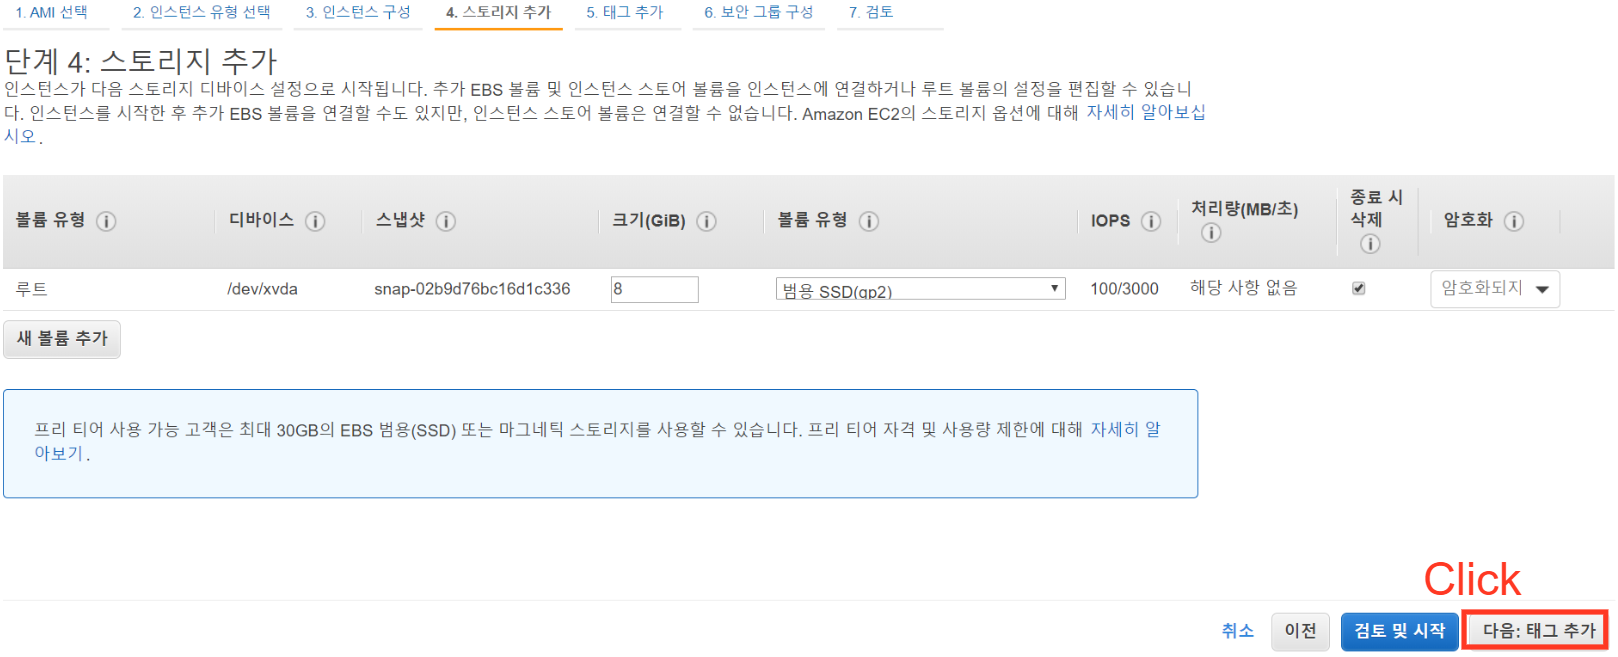 1. AMI 선택 2. 인스턴스 유형 선택 3. 인스턴스 구성 4. 스토리지 추가 5. 태그 추가 6. 보안 그룹 구성 7. 검토
단계 4: 스토리지 추가
인스턴스가 다음 스토리지 디바이스 설정으로 시작됩니다. 추가 EBS 볼륨 및 인스턴스 스토어 볼륨을 인스턴스에 연결하거나 루트 볼륨의 설정을 편집할 수 있습니
다. 인스턴스를 시작한 후 추가 EBS 볼륨을 연결할 수도 있지만, 인스턴스 스토어 볼륨은 연결할 수 없습니다. Amazon EC2의 스토리지 옵션에 대해 자세히 알아보십
시오.
볼륨 유형 디바이스 스냅샷 크기(GiB) 볼륨 유형 IOPS 처리량(MB/초) 종료 시
삭제 암호화
루트 /dev/xvda snap-02b9d76bc16d1c336 8 범용 SSD(gp2) 100/3000 해당 사항 없음 암호화되지
새 볼륨 추가
프리 티어 사용 가능 고객은 최대 30GB의 EBS 범용(SSD) 또는 마그네틱 스토리지를 사용할 수 있습니다. 프리 티어 자격 및 사용량 제한에 대해 자세히 알
아보기.
Click
취소 이전 검토 및 시작 다음: 태그 추가